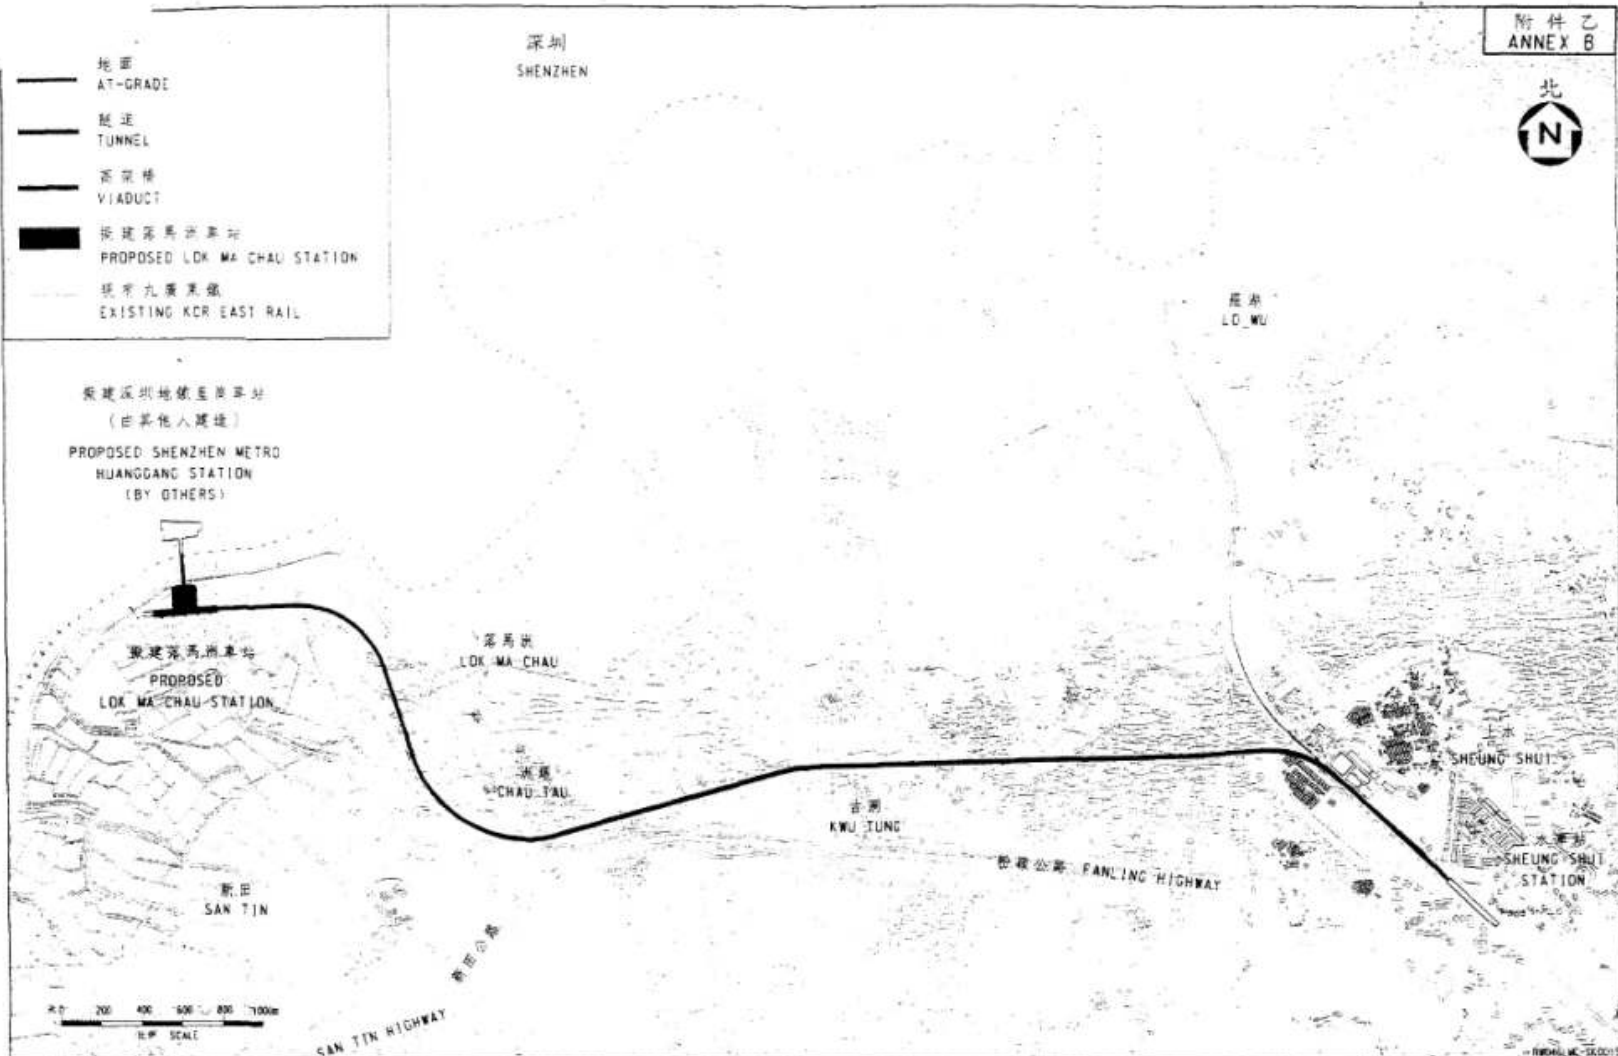 附件乙
ANNEX B
深圳
SHENZHEN
北
N
地面
AT-GRADE
隧道
TUNNEL
高架橋
VIADUCT
擬建落馬洲車站
PROPOSED LOK MA CHAU STATION
現有九廣東鐵
EXISTING KCR EAST RAIL
羅湖
LO WU
擬建深圳地鐵皇崗車站
(由其他人建造)
PROPOSED SHENZHEN METRO
HUANGGANG STATION
(BY OTHERS)
擬建落馬洲車站
PROPOSED
LOK MA CHAU STATION
落馬洲
LOK MA CHAU
CHAU TAU
古洞
KWU TUNG
上水
SHEUNG SHUI
水車站
SHEUNG SHUI
STATION
粉嶺公路 FANLING HIGHWAY
新田
SAN TIN
新田公路
SAN TIN HIGHWAY
200 400 600 800 1000m
比例 SCALE